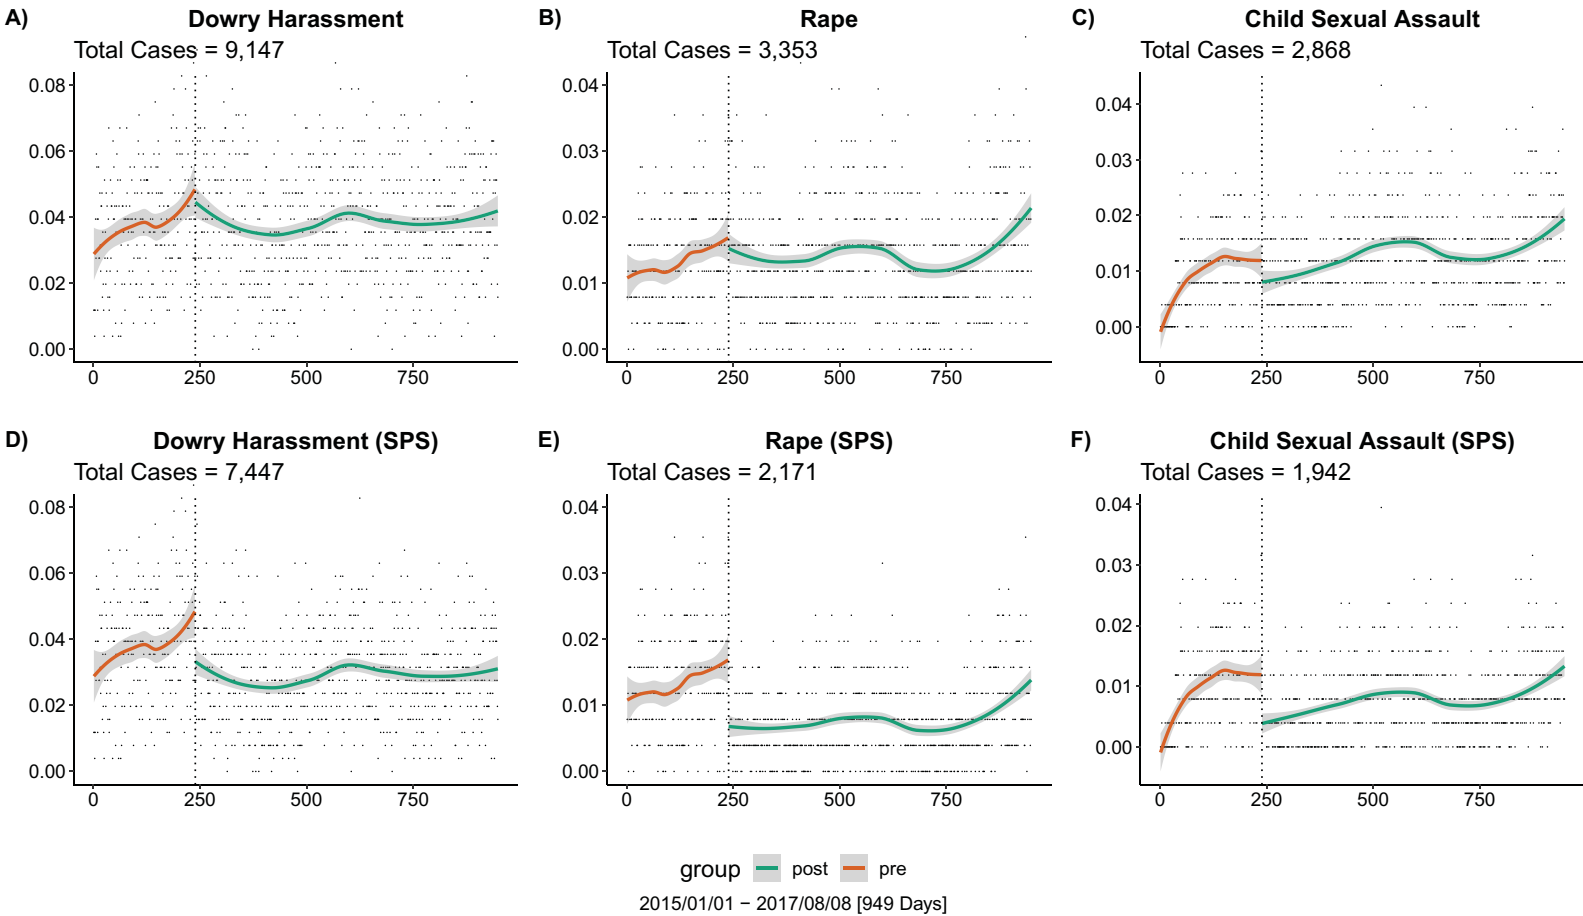 A) Dowry Harassment
Total Cases = 9,147
0.08
0.06
0.04
0.02
0.00
0 250 500 750
B) Rape
Total Cases = 3,353
0.04
0.03
0.02
0.01
0.00
0 250 500 750
C) Child Sexual Assault
Total Cases = 2,868
0.04
0.03
0.02
0.01
0.00
0 250 500 750
D) Dowry Harassment (SPS)
Total Cases = 7,447
0.08
0.06
0.04
0.02
0.00
0 250 500 750
E) Rape (SPS)
Total Cases = 2,171
0.04
0.03
0.02
0.01
0.00
0 250 500 750
F) Child Sexual Assault (SPS)
Total Cases = 1,942
0.04
0.03
0.02
0.01
0.00
0 250 500 750
group post pre
2015/01/01 − 2017/08/08 [949 Days]